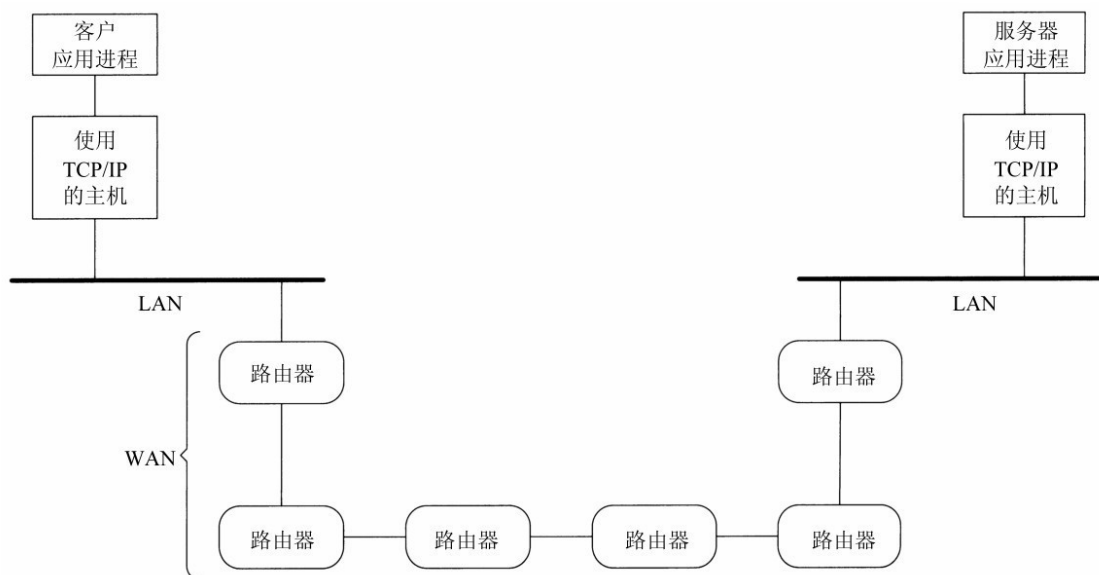 客户
应用进程
服务器
应用进程
使用
TCP/IP
的主机
使用
TCP/IP
的主机
LAN
LAN
路由器
路由器
WAN
路由器
路由器
路由器
路由器